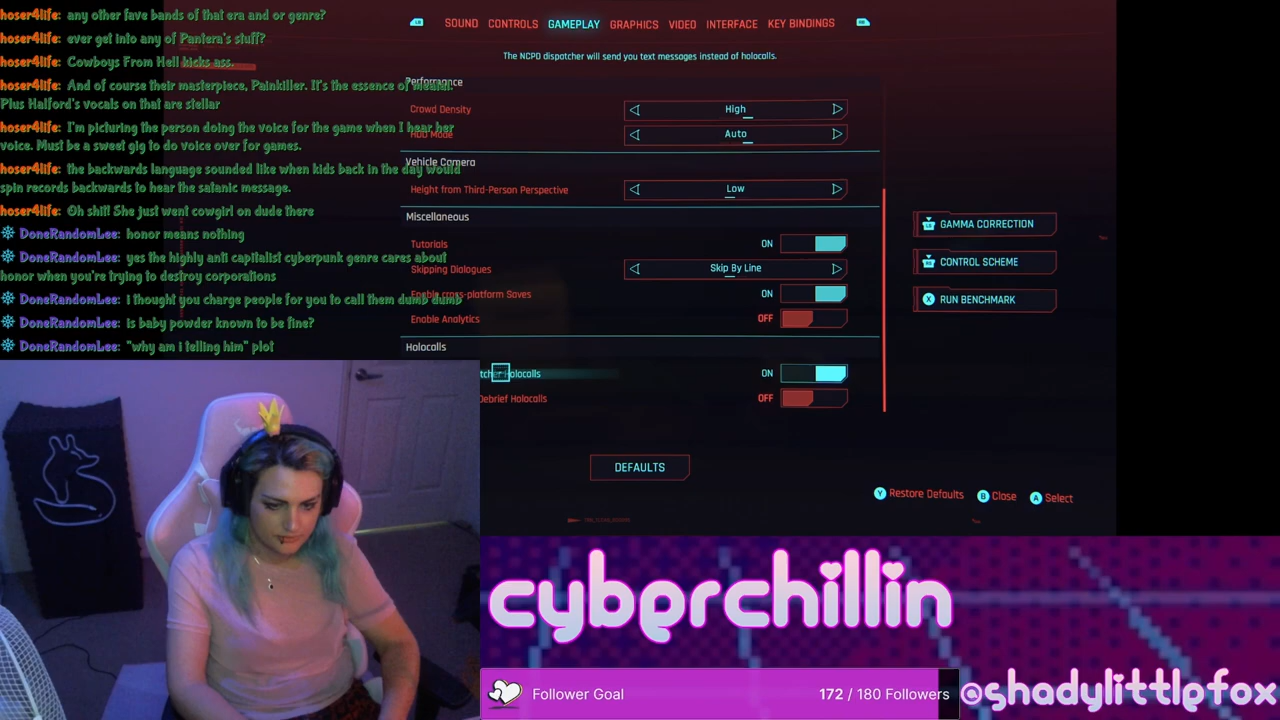 hoser4life: any other fave bands of that era and or genre?
hoser4life: ever get into any of Pantera's stuff?
hoser4life: Cowboys From Hell kicks ass.
hoser4life: And of course their masterpiece, Painkiller. It's the essence of metal.
Plus Halford's vocals on that are stellar
hoser4life: I'm picturing the person doing the voice for the game when I hear her
voice. Must be a sweet gig to do voice over for games.
hoser4life: the backwards language sounded like when kids back in the day would
spin records backwards to hear the satanic message.
hoser4life: Oh shit! She just went cowgirl on dude there
DoneRandomLee: honor means nothing
DoneRandomLee: yes the highly anti capitalist cyberpunk genre cares about
honor when you're trying to destroy corporations
DoneRandomLee: i thought you charge people for you to call them dump dump
DoneRandomLee: is baby powder known to be fine?
DoneRandomLee: "why am i telling him" plot
LB SOUND CONTROLS GAMEPLAY GRAPHICS VIDEO INTERFACE KEY BINDINGS RB
The NCPD dispatcher will send you text messages instead of holocalls.
Performance
Crowd Density High
HDD Mode Auto
Vehicle Camera
Height from Third-Person Perspective Low
Miscellaneous
Tutorials ON
Skipping Dialogues Skip By Line
Enable cross-platform Saves ON
Enable Analytics OFF
Holocalls
Holocalls ON
Debrief Holocalls OFF
DEFAULTS
GAMMA CORRECTION
CONTROL SCHEME
X RUN BENCHMARK
Y Restore Defaults B Close A Select
cyberchillin
Follower Goal 172 / 180 Followers
@shadylittlefox